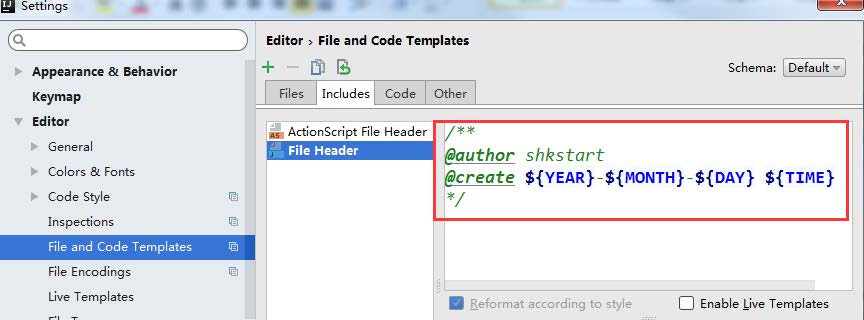 Settings
Editor › File and Code Templates
Schema: Default
Files Includes Code Other
Appearance & Behavior
Keymap
Editor
General
Colors & Fonts
Code Style
Inspections
File and Code Templates
File Encodings
Live Templates
ActionScript File Header
File Header
/**
@author shkstart
@create ${YEAR}-${MONTH}-${DAY} ${TIME}
*/
Reformat according to style
Enable Live Templates